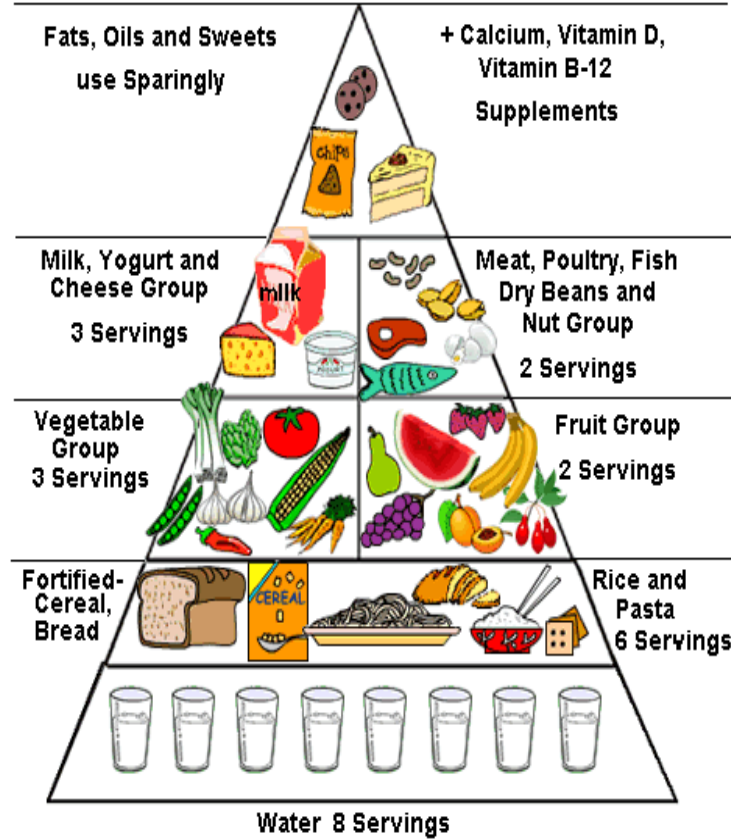 Fats, Oils and Sweets
use Sparingly
+ Calcium, Vitamin D,
Vitamin B-12
Supplements
chips
Milk, Yogurt and
Cheese Group
3 Servings
milk
YOGURT
Meat, Poultry, Fish
Dry Beans and
Nut Group
2 Servings
Vegetable
Group
3 Servings
Fruit Group
2 Servings
Fortified-
Cereal,
Bread
CEREAL
Rice and
Pasta
6 Servings
Water 8 Servings